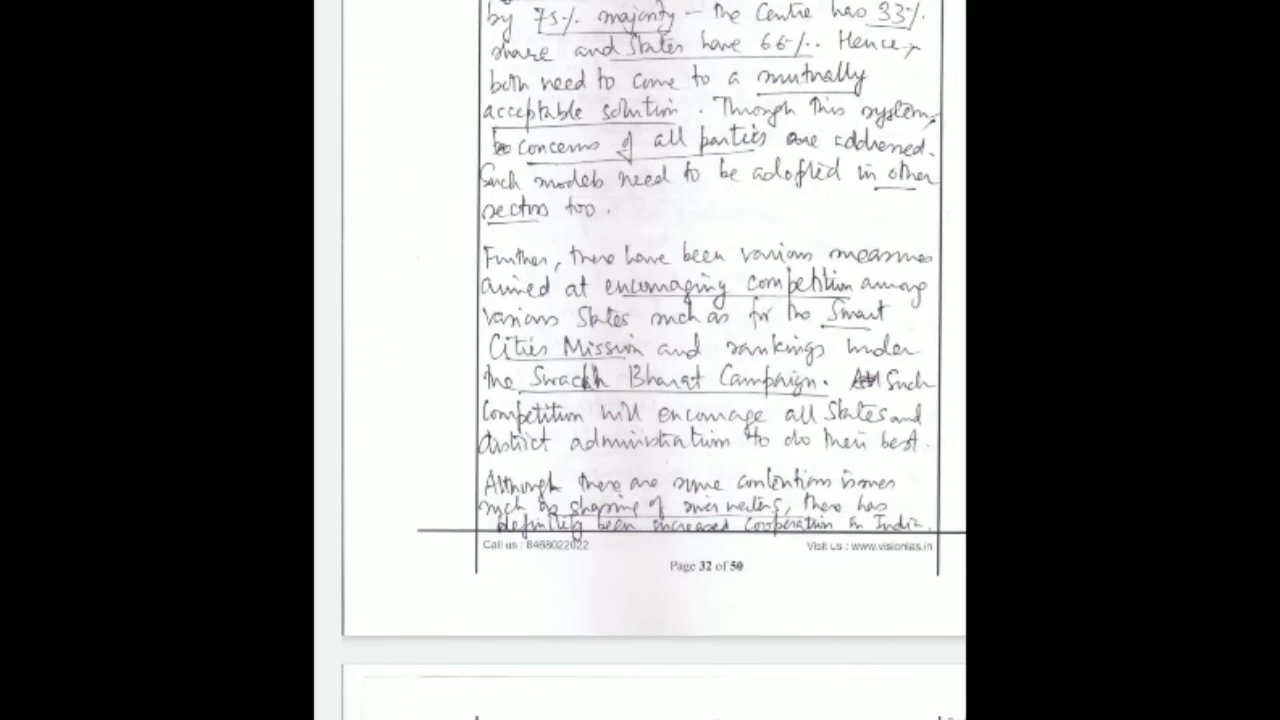 by 75% majority – the Centre has 33%
share and States have 66%. Hence,
both need to come to a mutually
acceptable solution. Through this system,
concerns of all parties are addressed.
Such models need to be adopted in other
sectors too.
Further, there have been various measures
aimed at encouraging competition among
various States such as for the Smart
Cities Mission and rankings under
the Swachh Bharat Campaign. Such
competition will encourage all States and
district administration to do their best.
Although there are some contentious issues
such as sharing of river waters, there has
definitely been increased cooperation in India.
Call us : 8468022022
Visit us : www.visionias.in
Page 32 of 50